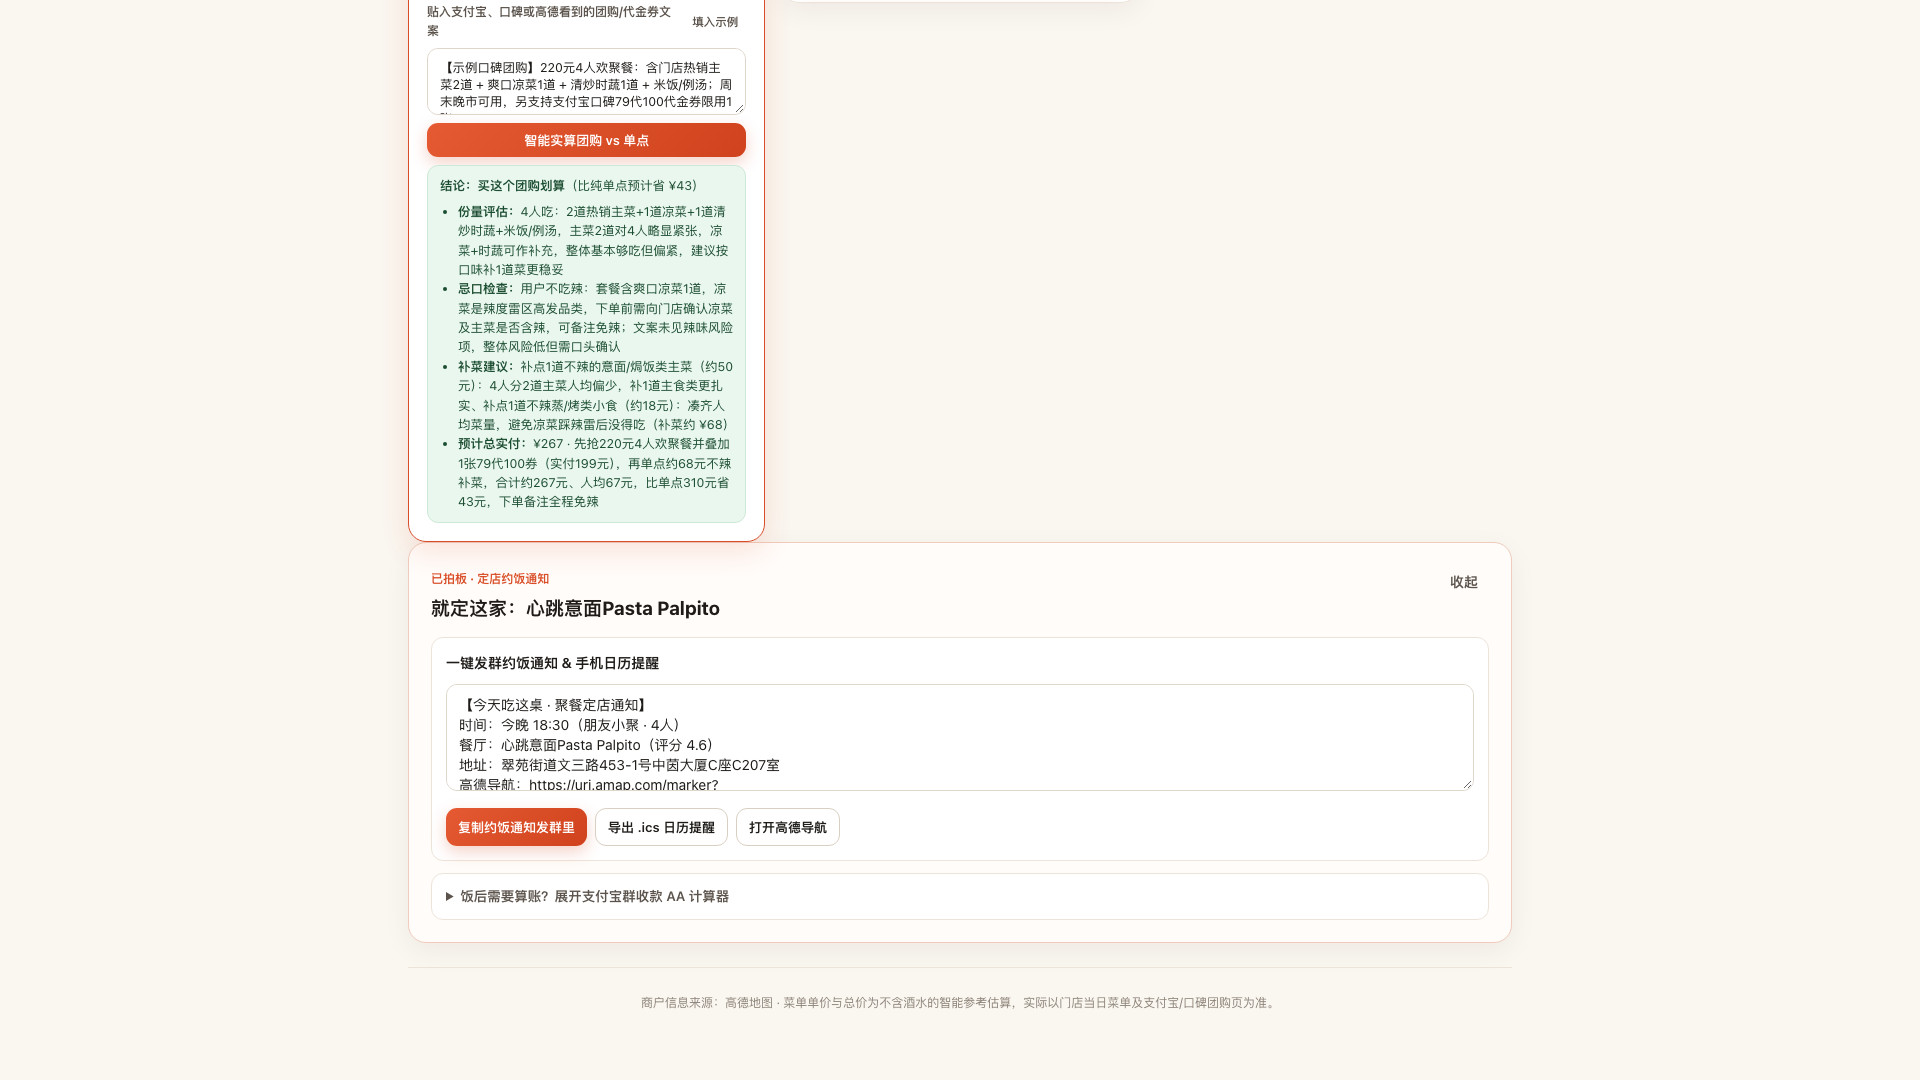 贴入支付宝、口碑或高德看到的团购/代金券文
案
填入示例
【示例口碑团购】220元4人欢聚餐：含门店热销主
菜2道 + 爽口凉菜1道 + 清炒时蔬1道 + 米饭/例汤；周
末晚市可用，另支持支付宝口碑79代100代金券限用1
智能实算团购 vs 单点
结论：买这个团购划算（比纯单点预计省 ¥43）
• 份量评估：4人吃：2道热销主菜+1道凉菜+1道清
炒时蔬+米饭/例汤，主菜2道对4人略显紧张，凉
菜+时蔬可作补充，整体基本够吃但偏紧，建议按
口味补1道菜更稳妥
• 忌口检查：用户不吃辣：套餐含爽口凉菜1道，凉
菜是辣度雷区高发品类，下单前需向门店确认凉菜
及主菜是否含辣，可备注免辣；文案未见辣味风险
项，整体风险低但需口头确认
• 补菜建议：补点1道不辣的意面/焗饭类主菜（约50
元）：4人分2道主菜人均偏少，补1道主食类更扎
实、补点1道不辣蒸/烤类小食（约18元）：凑齐人
均菜量，避免凉菜踩辣雷后没得吃（补菜约 ¥68）
• 预计总实付：¥267 · 先抢220元4人欢聚餐并叠加
1张79代100券（实付199元），再单点约68元不辣
补菜，合计约267元、人均67元，比单点310元省
43元，下单备注全程免辣
已拍板 · 定店约饭通知
收起
就定这家：心跳意面Pasta Palpito
一键发群约饭通知 & 手机日历提醒
【今天吃这桌 · 聚餐定店通知】
时间：今晚 18:30（朋友小聚 · 4人）
餐厅：心跳意面Pasta Palpito（评分 4.6）
地址：翠苑街道文三路453-1号中茵大厦C座C207室
高德导航：https://uri.amap.com/marker?
复制约饭通知发群里
导出 .ics 日历提醒
打开高德导航
▶ 饭后需要算账？展开支付宝群收款 AA 计算器
商户信息来源：高德地图 · 菜单单价与总价为不含酒水的智能参考估算，实际以门店当日菜单及支付宝/口碑团购页为准。